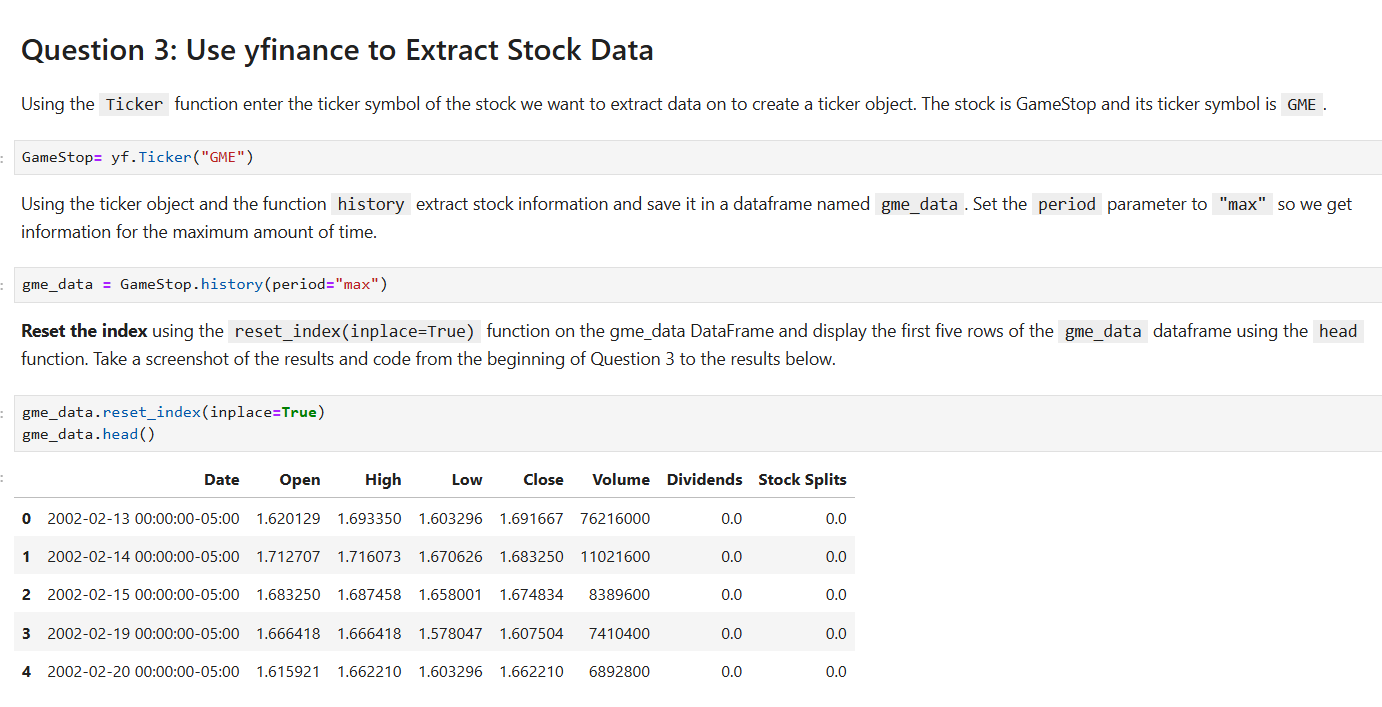 Question 3: Use yfinance to Extract Stock Data
Using the Ticker function enter the ticker symbol of the stock we want to extract data on to create a ticker object. The stock is GameStop and its ticker symbol is GME .
:
GameStop= yf.Ticker("GME")
Using the ticker object and the function history extract stock information and save it in a dataframe named gme_data . Set the period parameter to "max" so we get
information for the maximum amount of time.
:
gme_data = GameStop.history(period="max")
Reset the index using the reset_index(inplace=True) function on the gme_data DataFrame and display the first five rows of the gme_data dataframe using the head
function. Take a screenshot of the results and code from the beginning of Question 3 to the results below.
:
gme_data.reset_index(inplace=True)
gme_data.head()
:
Date Open High Low Close Volume Dividends Stock Splits
0 2002-02-13 00:00:00-05:00 1.620129 1.693350 1.603296 1.691667 76216000 0.0 0.0
1 2002-02-14 00:00:00-05:00 1.712707 1.716073 1.670626 1.683250 11021600 0.0 0.0
2 2002-02-15 00:00:00-05:00 1.683250 1.687458 1.658001 1.674834 8389600 0.0 0.0
3 2002-02-19 00:00:00-05:00 1.666418 1.666418 1.578047 1.607504 7410400 0.0 0.0
4 2002-02-20 00:00:00-05:00 1.615921 1.662210 1.603296 1.662210 6892800 0.0 0.0